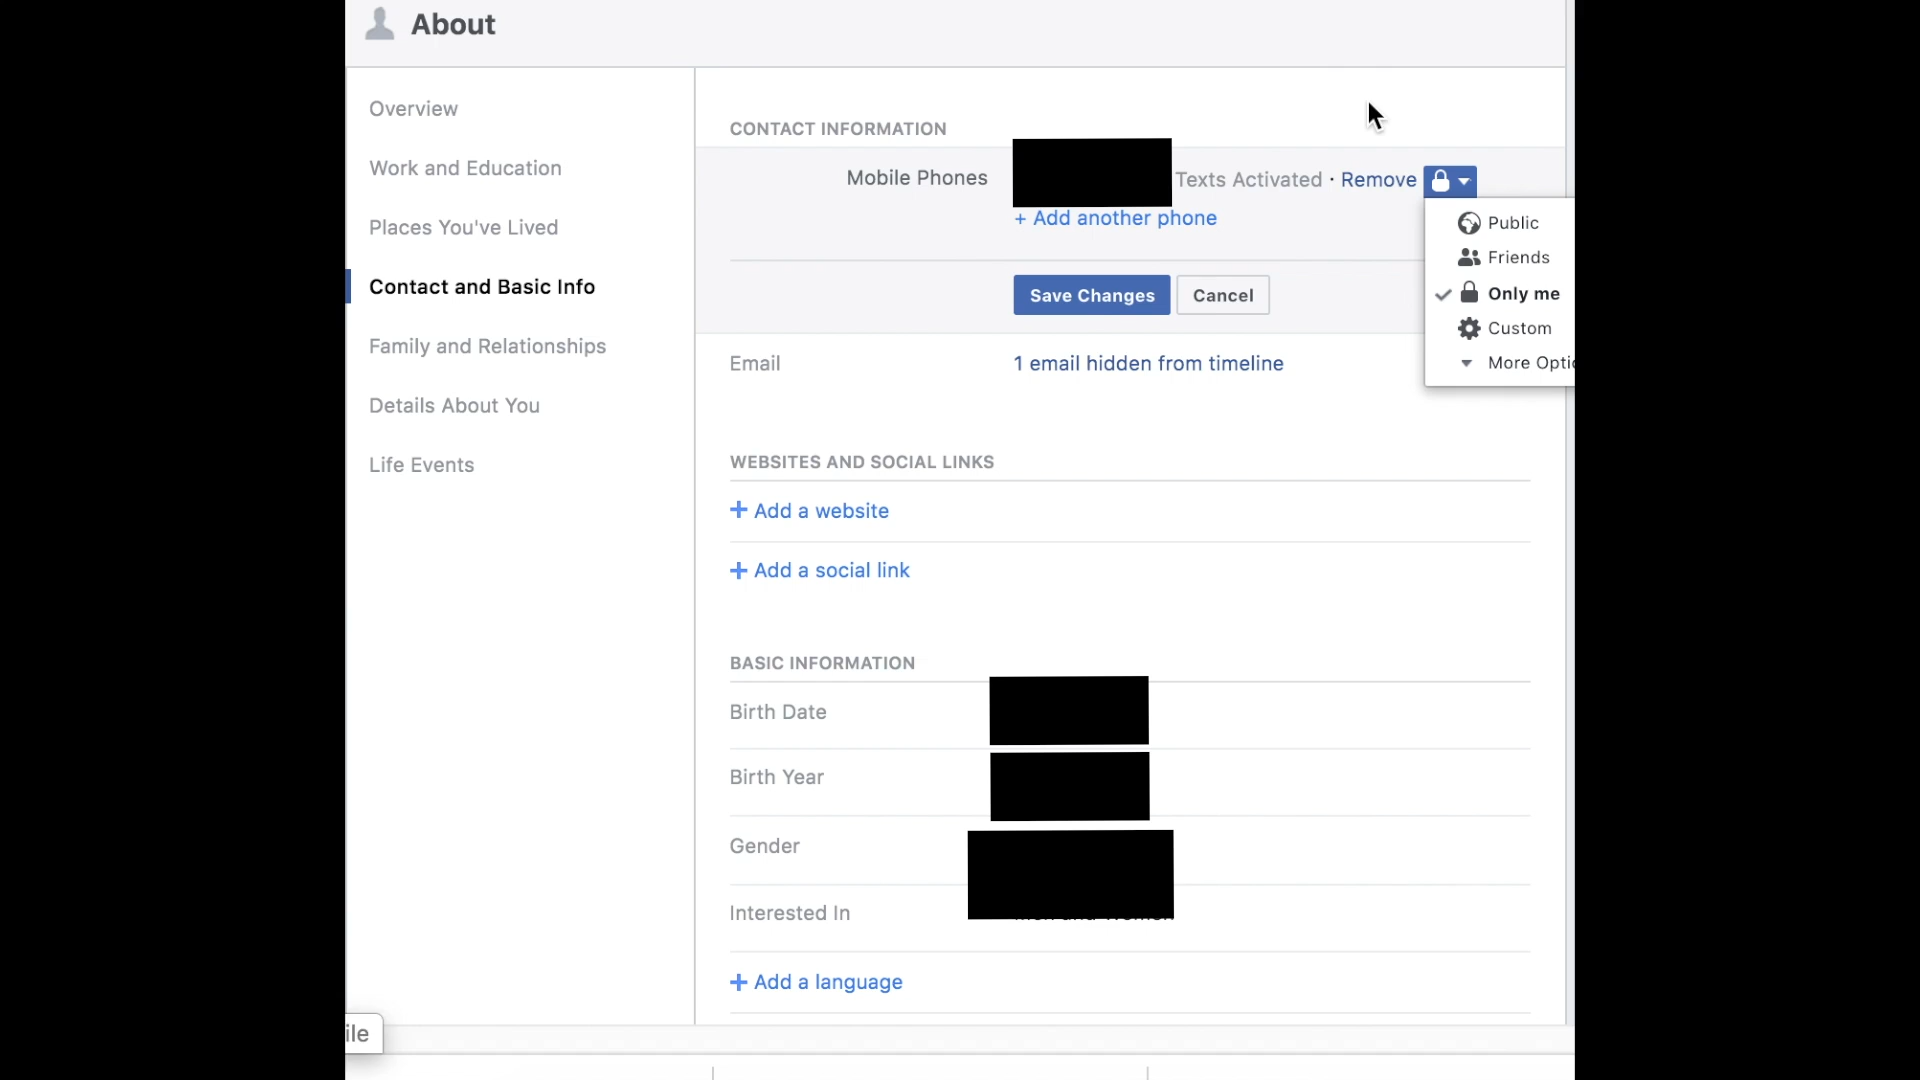 About
Overview
Work and Education
Places You've Lived
Contact and Basic Info
Family and Relationships
Details About You
Life Events
CONTACT INFORMATION
Mobile Phones Texts Activated · Remove
+ Add another phone
Save Changes Cancel
Public
Friends
Only me
Custom
More Optio
Email 1 email hidden from timeline
WEBSITES AND SOCIAL LINKS
+ Add a website
+ Add a social link
BASIC INFORMATION
Birth Date
Birth Year
Gender
Interested In
+ Add a language
ile